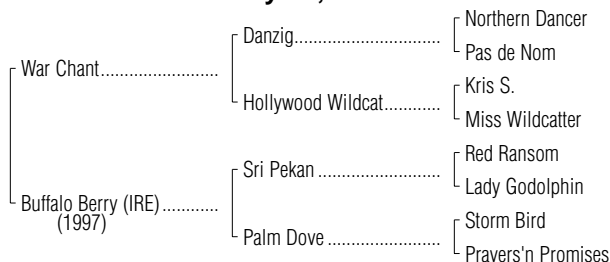 Northern Dancer
Danzig..................................
Pas de Nom
War Chant..........................
Kris S.
Hollywood Wildcat............
Miss Wildcatter
Red Ransom
Sri Pekan ............................
Lady Godolphin
Buffalo Berry (IRE) ............
(1997)
Storm Bird
Palm Dove ..........................
Prayers'n Promises